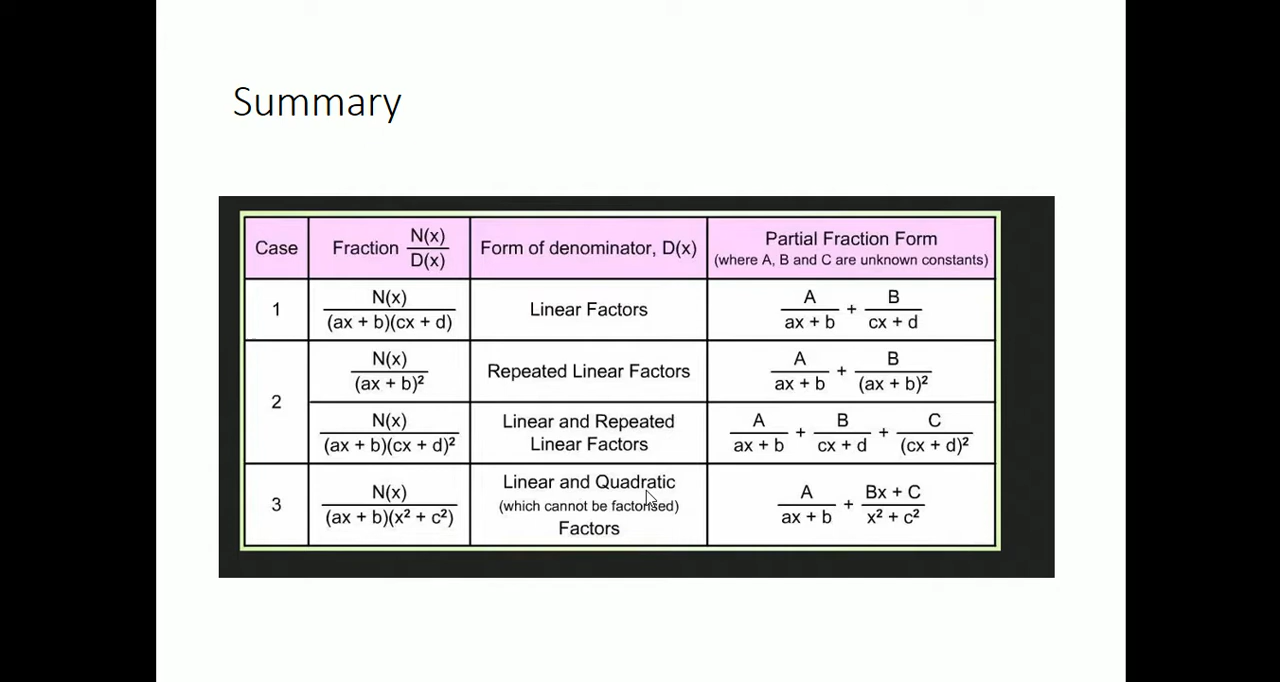 Summary
Case
Fraction N(x)/D(x)
Form of denominator, D(x)
Partial Fraction Form
(where A, B and C are unknown constants)
1
N(x)/(ax + b)(cx + d)
Linear Factors
A/ax + b + B/cx + d
2
N(x)/(ax + b)²
Repeated Linear Factors
A/ax + b + B/(ax + b)²
N(x)/(ax + b)(cx + d)²
Linear and Repeated
Linear Factors
A/ax + b + B/cx + d + C/(cx + d)²
3
N(x)/(ax + b)(x² + c²)
Linear and Quadratic
(which cannot be factorised)
Factors
A/ax + b + Bx + C/x² + c²